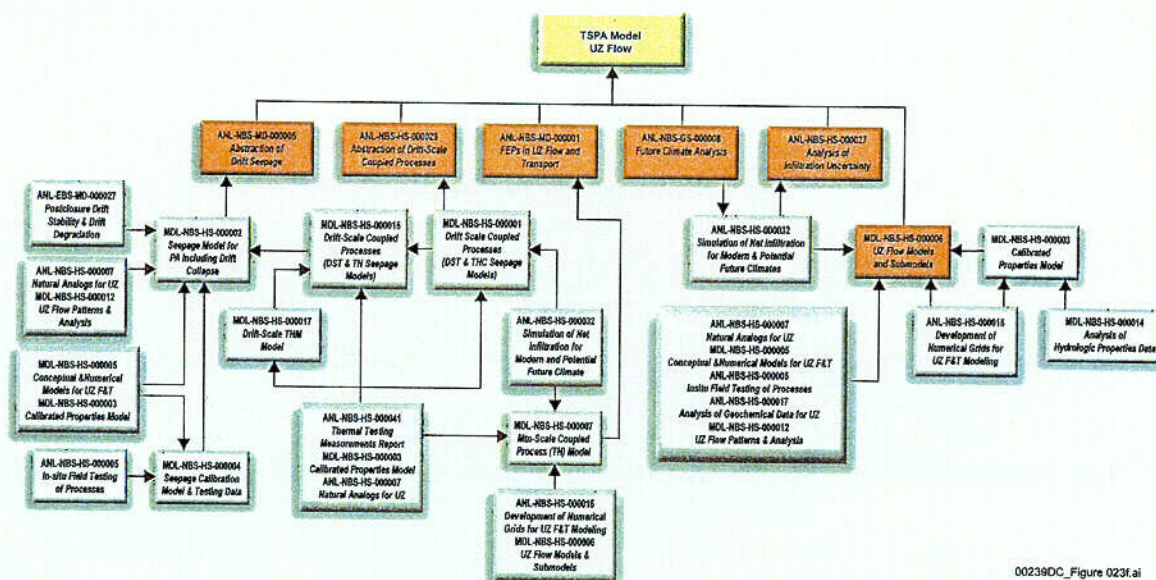 TSPA Model
UZ Flow
ANL-NBS-MD-000005
Abstraction of
Drift Seepage
ANL-NBS-HS-000029
Abstraction of Drift-Scale
Coupled Processes
ANL-NBS-MD-000001
FEPs in UZ Flow and
Transport
ANL-NBS-GS-000008
Future Climate Analysis
ANL-NBS-HS-000027
Analysis of
Infiltration Uncertainty
ANL-EBS-MD-000027
Postclosure Drift
Stability & Drift
Degradation
MDL-NBS-HS-000002
Seepage Model for
PA Including Drift
Collapse
MDL-NBS-HS-000015
Drift-Scale Coupled
Processes
(DST & TH Seepage Models)
MDL-NBS-HS-000001
Drift Scale Coupled
Processes
(DST & THC Seepage
Models)
ANL-NBS-HS-000032
Simulation of Net Infiltration
for Modern & Potential
Future Climates
MDL-NBS-HS-000006
UZ Flow Models
and Submodels
MDL-NBS-HS-000003
Calibrated
Properties Model
ANL-NBS-HS-000007
Natural Analogs for UZ
MDL-NBS-HS-000012
UZ Flow Patterns &
Analysis
MDL-NBS-HS-000017
Drift-Scale THM
Model
ANL-NBS-HS-000032
Simulation of Net
Infiltration for
Modern and Potential
Future Climate
ANL-NBS-HS-000007
Natural Analogs for UZ
MDL-NBS-HS-000005
Conceptual &Numerical Models for UZ F&T
ANL-NBS-HS-000005
Insitu Field Testing of Processes
ANL-NBS-HS-000017
Analysis of Geochemical Data for UZ
MDL-NBS-HS-000012
UZ Flow Patterns & Analysis
ANL-NBS-HS-000015
Development of
Numerical Grids for
UZ F&T Modeling
MDL-NBS-HS-000014
Analysis of
Hydrologic Properties Data
MDL-NBS-HS-000005
Conceptual &Numerical
Models for UZ F&T
MDL-NBS-HS-000003
Calibrated Properties Model
ANL-NBS-HS-000041
Thermal Testing
Measurements Report
MDL-NBS-HS-000003
Calibrated Properties Model
ANL-NBS-HS-000007
Natural Analogs for UZ
MDL-NBS-HS-000007
Mtn-Scale Coupled
Process (TH) Model
ANL-NBS-HS-000005
In-situ Field Testing
of Processes
MDL-NBS-HS-000004
Seepage Calibration
Model & Testing Data
ANL-NBS-HS-000015
Development of Numerical
Grids for UZ F&T Modeling
MDL-NBS-HS-000006
UZ Flow Models &
Submodels
00239DC_Figure 023f.ai